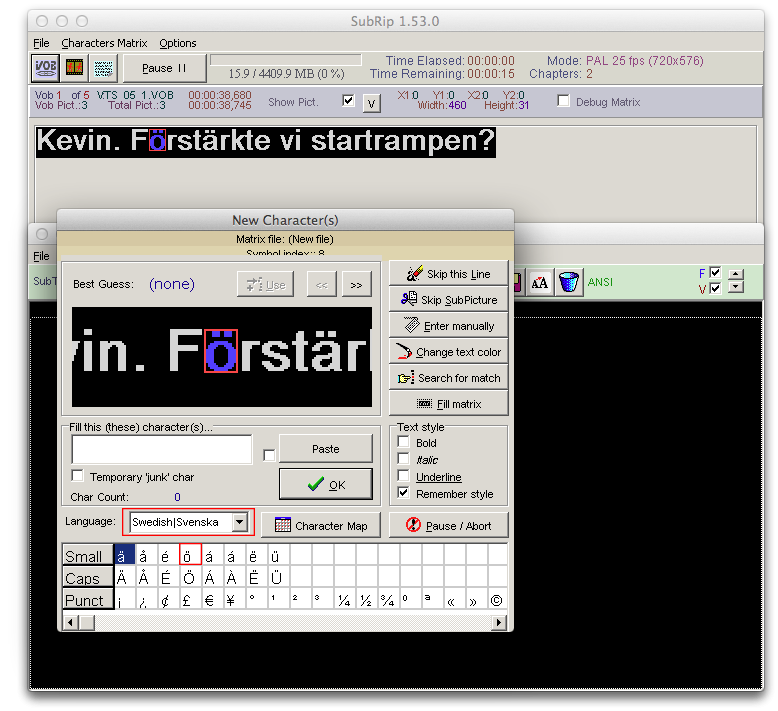 SubRip 1.53.0
File Characters Matrix Options
VOB Pause II 15.9 / 4409.9 MB (0 %) Time Elapsed: 00:00:00 Mode: PAL 25 fps (720x576)
Time Remaining: 00:00:15 Chapters: 2
Vob 1 of 5 VTS_05_1.VOB 00:00:38,680 Show Pict. V X1:0 Y1:0 X2:0 Y2:0 Debug Matrix
Vob Pict.:3 Total Pict.:3 00:00:38,745 Width:460 Height:31
Kevin. Förstärkte vi startrampen?
New Character(s)
Matrix file: (New file)
Symbol index:: 8
File
SubT
AA ANSI F
V
Best Guess: (none) Use << >>
vin. Förstärk
Skip this Line
Skip SubPicture
Enter manually
Change text color
Search for match
Fill matrix
Fill this (these) character(s)...
Paste
Temporary 'junk' char
OK
Char Count: 0
Text style
Bold
Italic
Underline
Remember style
Language: Swedish|Svenska Character Map Pause / Abort
Small ä å é ö á à ë ü
Caps Ä Å É Ö Á À Ë Ü
Punct ¡ ¿ ¢ £ € ¥ º ¹ ² ³ ¼ ½ ¾ º ª « » ©